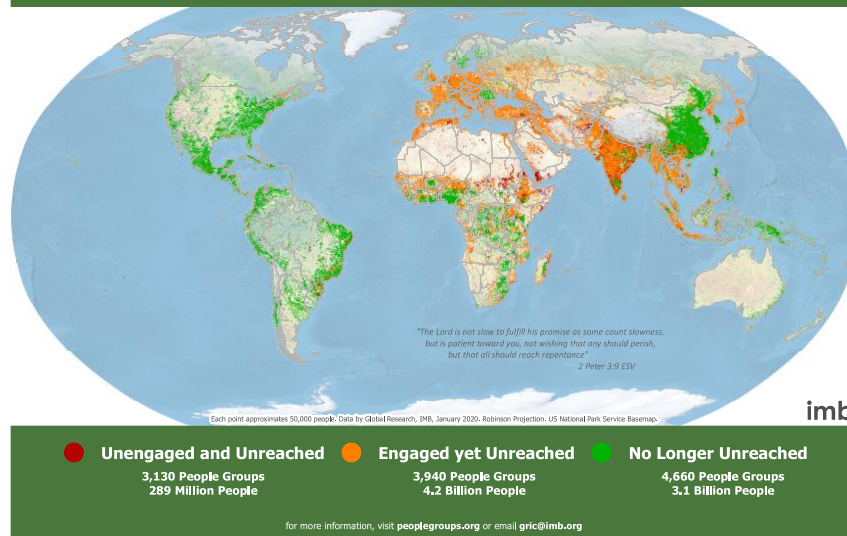 "The Lord is not slow to fulfill his promise as some count slowness.
but is patient toward you, not wishing that any should perish,
but that all should reach repentance"
2 Peter 3:9 ESV
imb
Each point approximates 50,000 people. Data by Global Research, IMB, January 2020. Robinson Projection. US National Park Service Basemap.
Unengaged and Unreached
3,130 People Groups
289 Million People
Engaged yet Unreached
3,940 People Groups
4.2 Billion People
No Longer Unreached
4,660 People Groups
3.1 Billion People
for more information, visit peoplegroups.org or email gric@imb.org